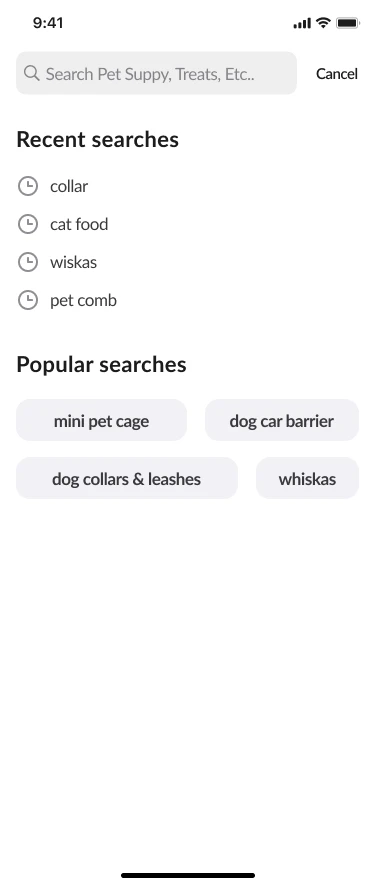 9:41
Search Pet Suppy, Treats, Etc.. Cancel
Recent searches
collar
cat food
wiskas
pet comb
Popular searches
mini pet cage dog car barrier
dog collars & leashes whiskas